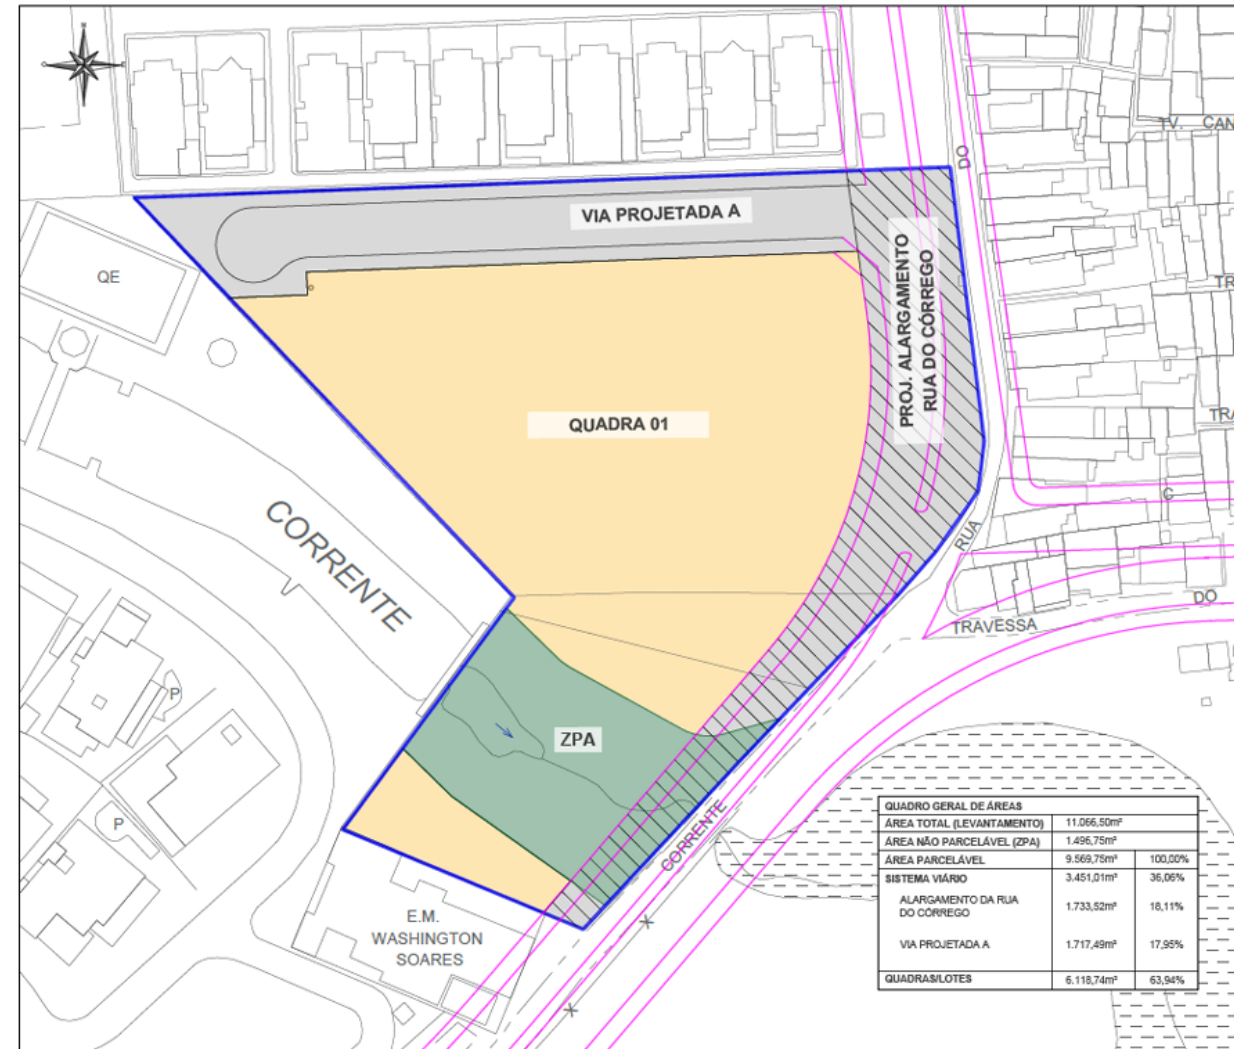 DO
TV. CAN
VIA PROJETADA A
PROJ. ALARGAMENTO
RUA DO CÓRREGO
QE
TR
QUADRA 01
TRA
CORRENTE
C
RUA
DO
TRAVESSA
P
ZPA
P
CORRENTE
E.M.
WASHINGTON
SOARES
QUADRO GERAL DE ÁREAS
ÁREA TOTAL (LEVANTAMENTO) 11.066,50m²
ÁREA NÃO PARCELÁVEL (ZPA) 1.496,75m²
ÁREA PARCELÁVEL 9.569,75m² 100,00%
SISTEMA VIÁRIO 3.451,01m² 36,06%
ALARGAMENTO DA RUA
DO CÓRREGO 1.733,52m² 18,11%
VIA PROJETADA A 1.717,49m² 17,95%
QUADRAS/LOTES 6.118,74m² 63,94%